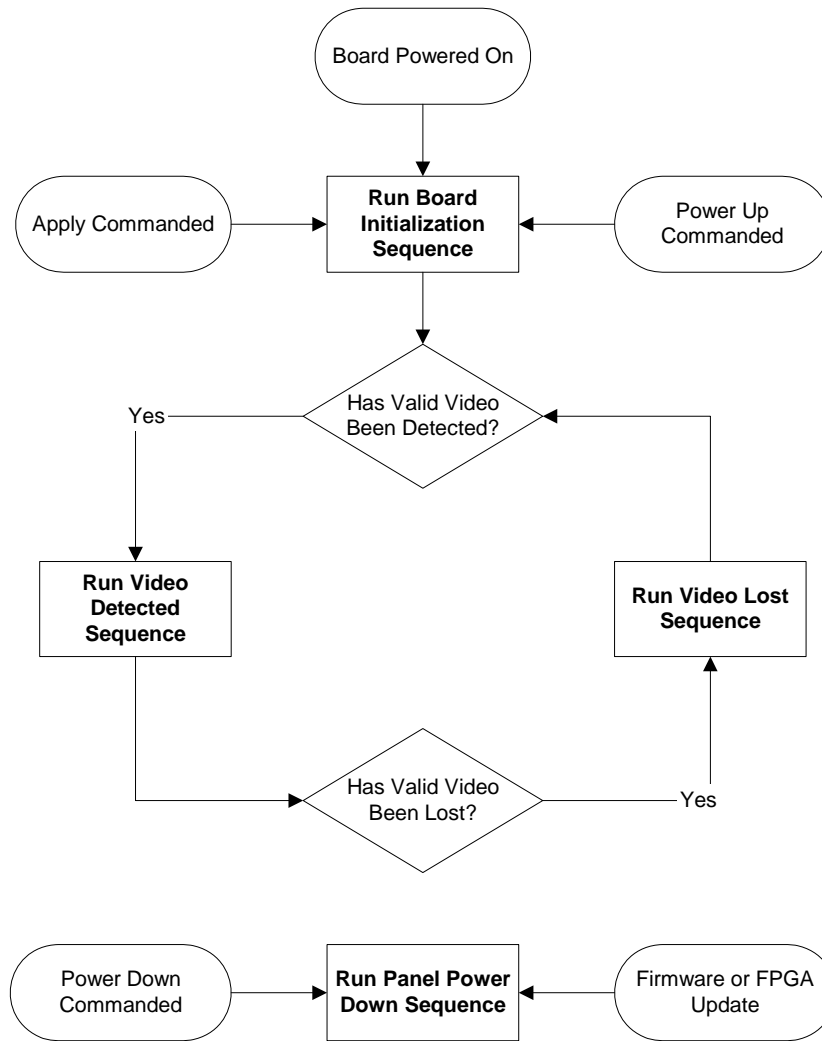 Board Powered On
Apply Commanded
Run Board
Initialization
Sequence
Power Up
Commanded
Has Valid Video
Been Detected?
Yes
Run Video
Detected
Sequence
Run Video Lost
Sequence
Has Valid Video
Been Lost?
Yes
Power Down
Commanded
Run Panel Power
Down Sequence
Firmware or FPGA
Update